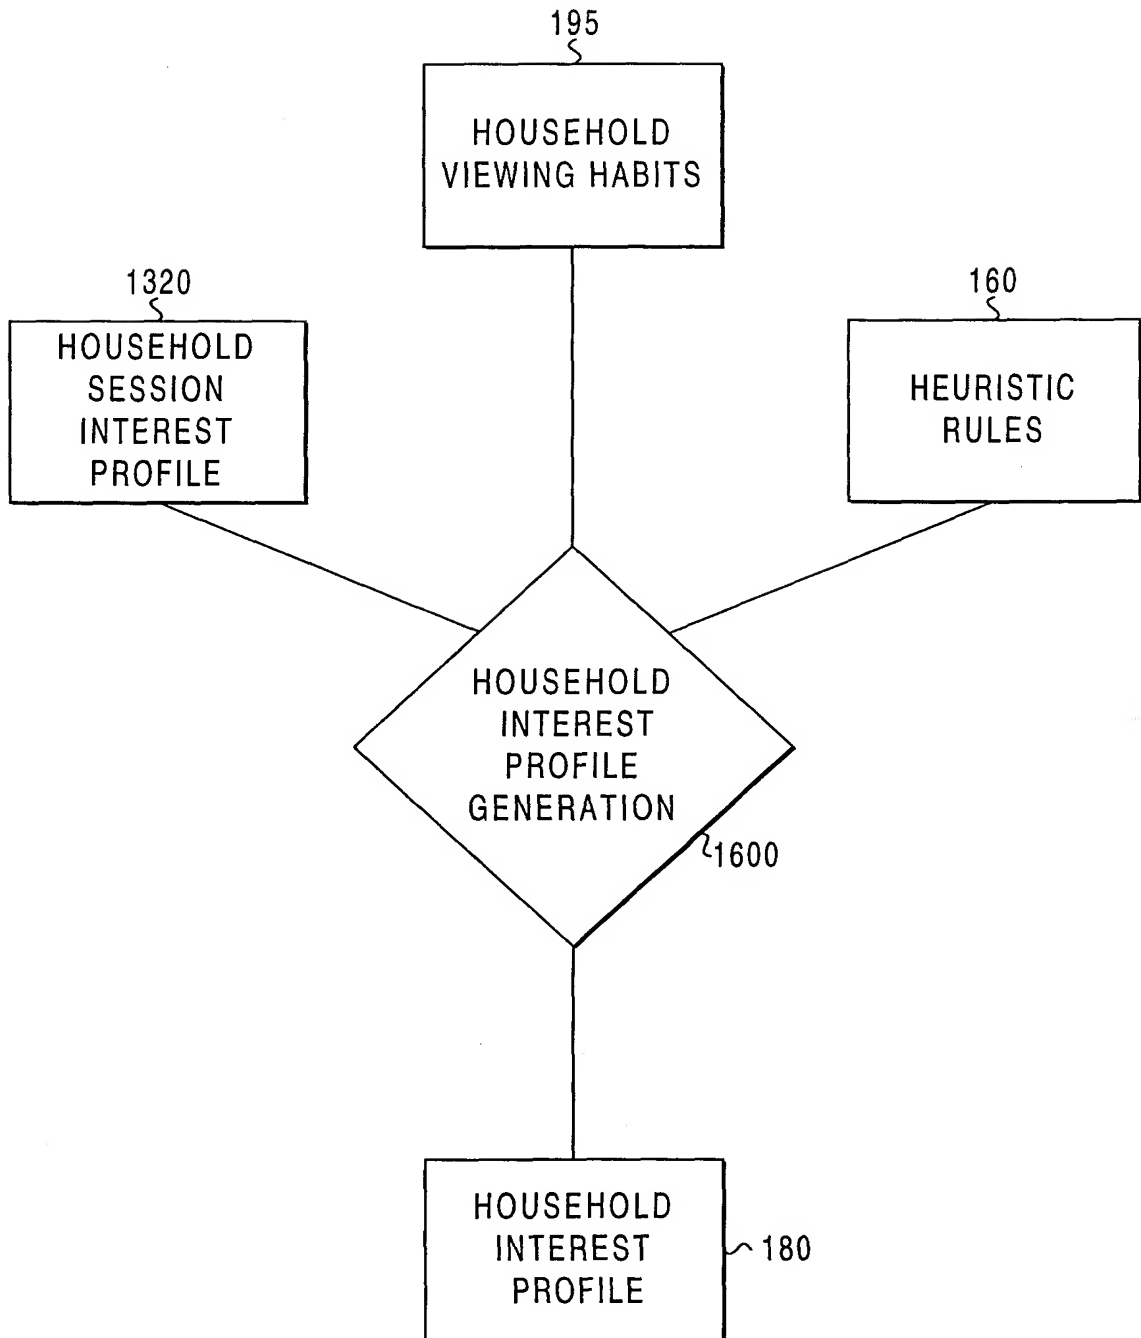 195
HOUSEHOLD
VIEWING HABITS
1320
HOUSEHOLD
SESSION
INTEREST
PROFILE
160
HEURISTIC
RULES
HOUSEHOLD
INTEREST
PROFILE
GENERATION
1600
HOUSEHOLD
INTEREST
PROFILE
180